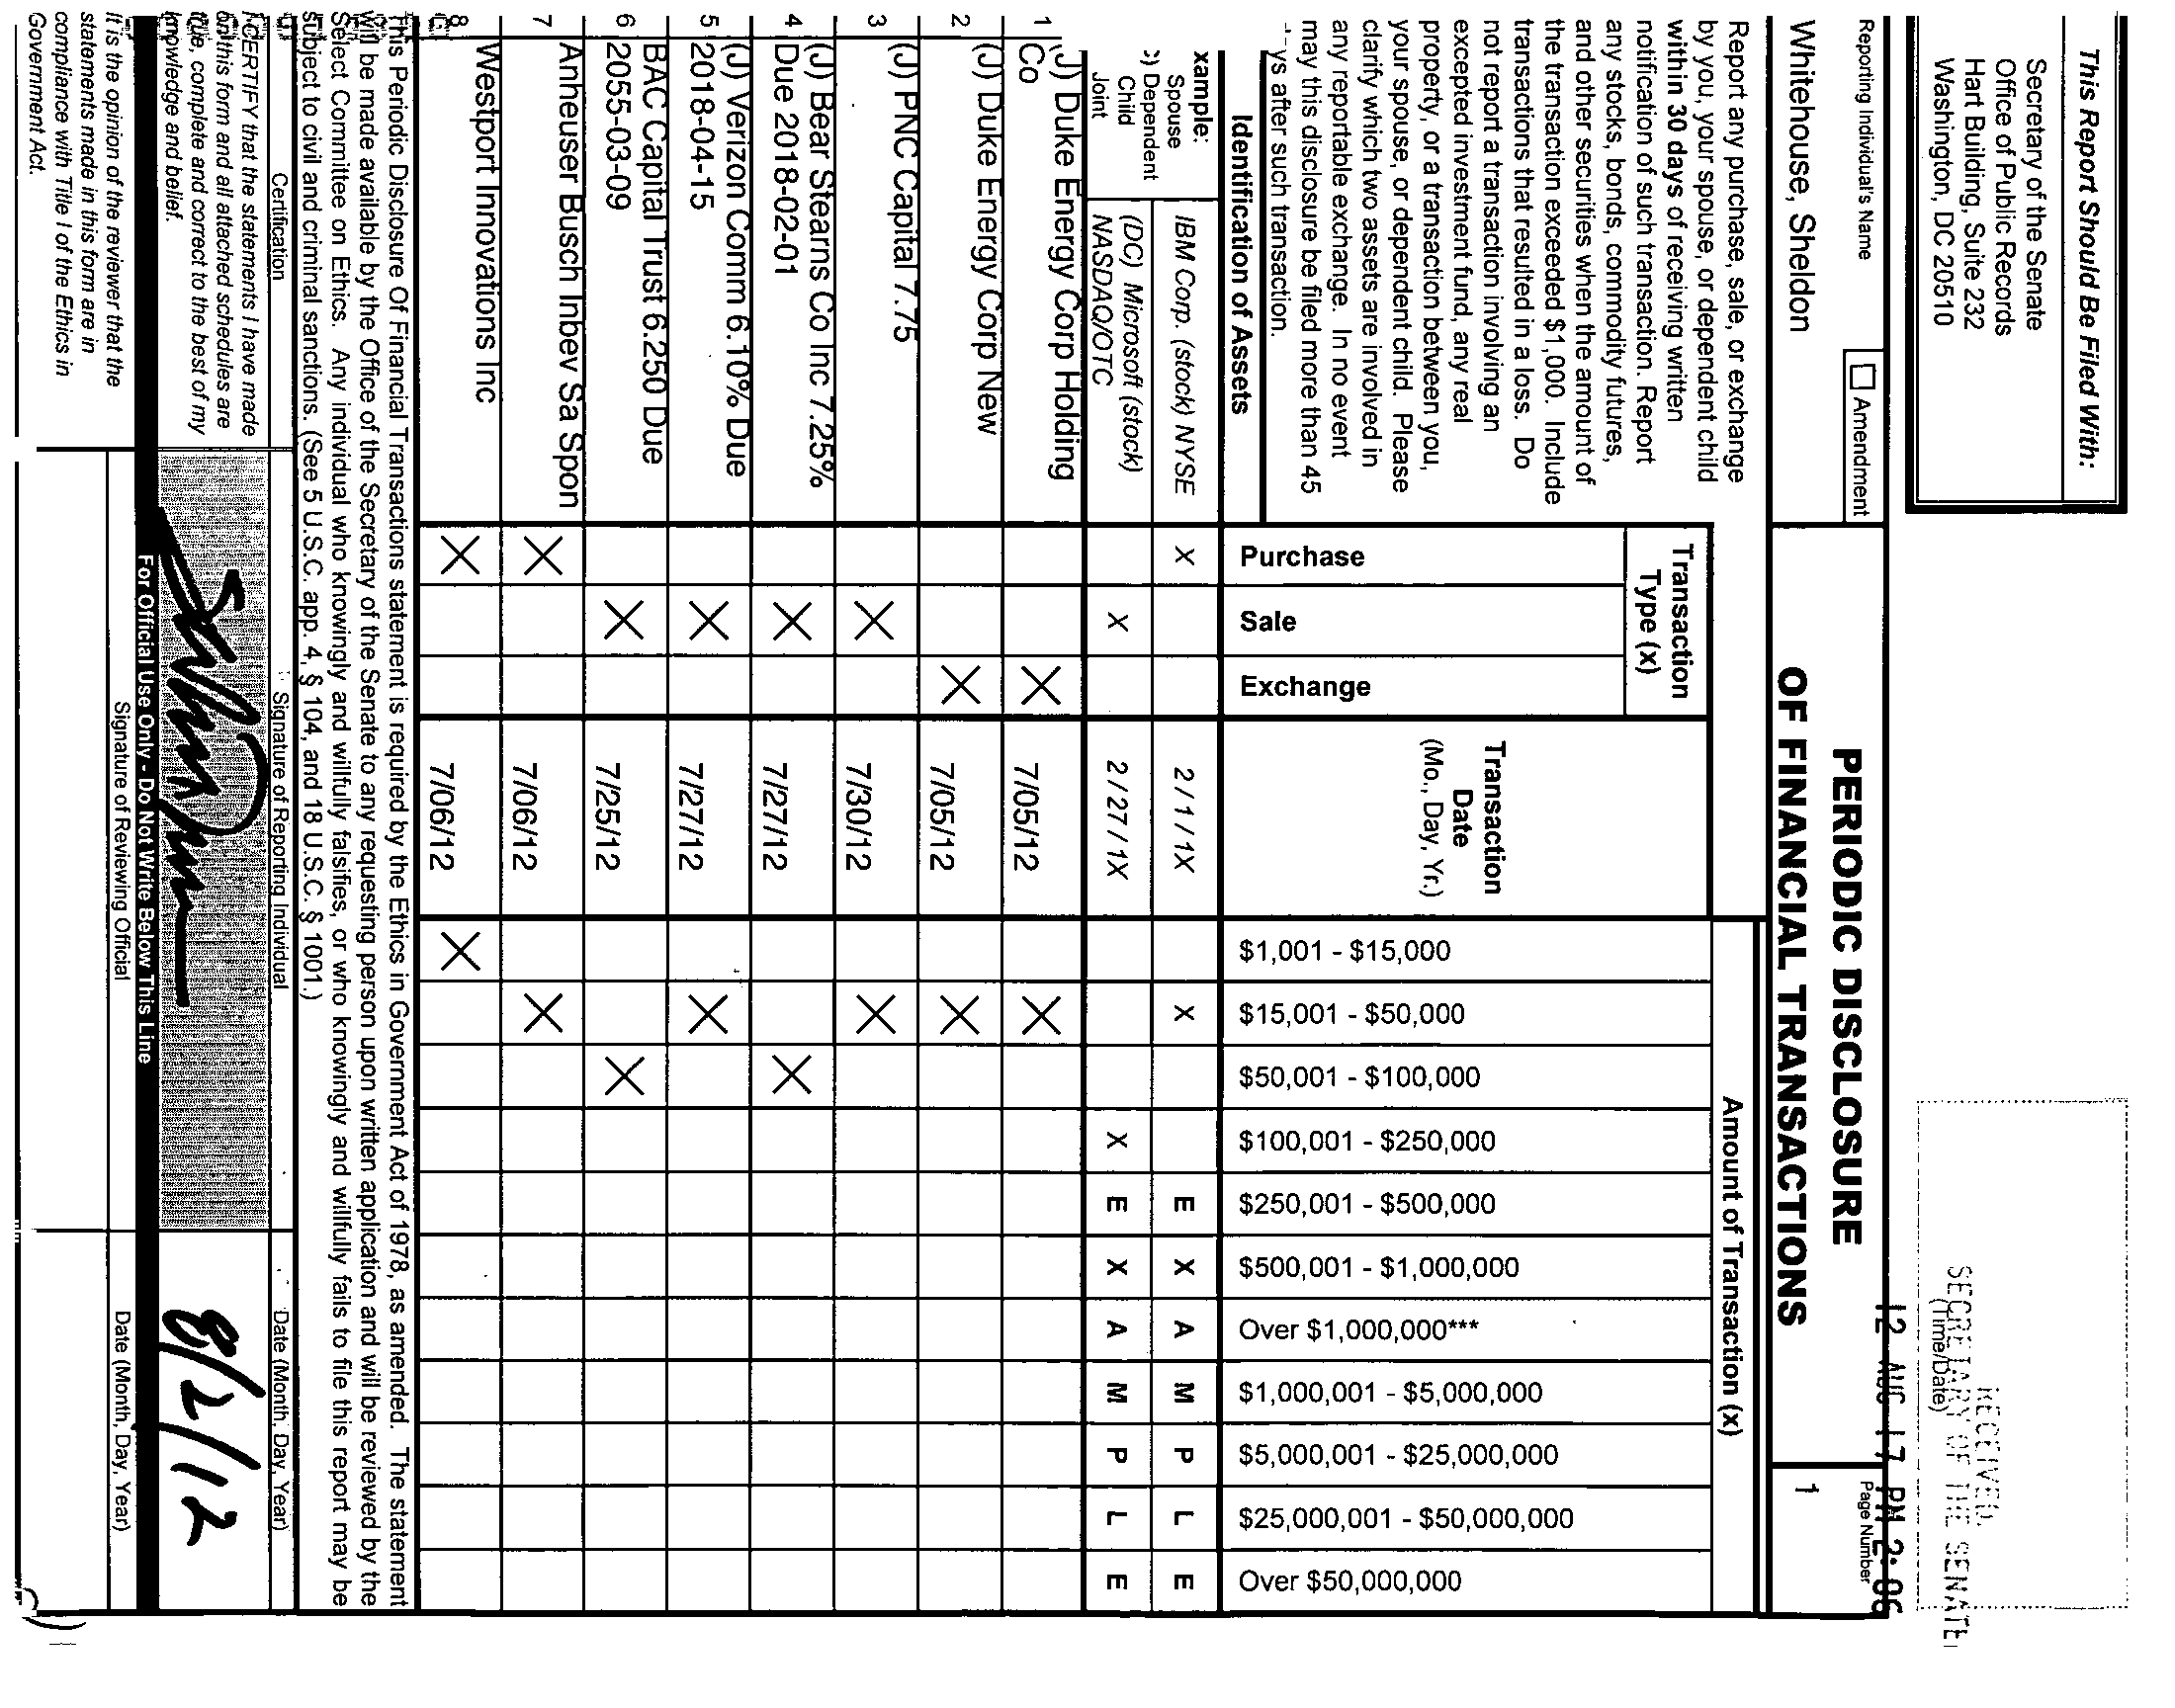 This Report Should Be Filed With:
Secretary of the Senate
Office of Public Records
Hart Building, Suite 232
Washington, DC 20510
RECEIVED
SECRETARY OF THE SENATE
(Time/Date)
12 AUG 17 PM 2:06
Reporting Individual's Name
Amendment
Whitehouse, Sheldon
PERIODIC DISCLOSURE
OF FINANCIAL TRANSACTIONS
Page Number
1
Report any purchase, sale, or exchange
by you, your spouse, or dependent child
within 30 days of receiving written
notification of such transaction. Report
any stocks, bonds, commodity futures,
and other securities when the amount of
the transaction exceeded $1,000. Include
transactions that resulted in a loss. Do
not report a transaction involving an
excepted investment fund, any real
property, or a transaction between you,
your spouse, or dependent child. Please
clarify which two assets are involved in
any reportable exchange. In no event
may this disclosure be filed more than 45
ys after such transaction.
Identification of Assets
Transaction
Type (x)
Purchase
Sale
Exchange
Transaction
Date
(Mo., Day, Yr.)
Amount of Transaction (x)
$1,001 - $15,000
$15,001 - $50,000
$50,001 - $100,000
$100,001 - $250,000
$250,001 - $500,000
$500,001 - $1,000,000
Over $1,000,000***
$1,000,001 - $5,000,000
$5,000,001 - $25,000,000
$25,000,001 - $50,000,000
Over $50,000,000
xample:
Spouse
) Dependent
Child
Joint
IBM Corp. (stock) NYSE X 2 / 1 / 1X X E X A M P L E
(DC) Microsoft (stock)
NASDAQ/OTC X 2 / 27 / 1X X E X A M P L E
1 (J) Duke Energy Corp Holding
Co X 7/05/12 X
2 (J) Duke Energy Corp New X 7/05/12 X
3 (J) PNC Capital 7.75 X 7/30/12 X
4 (J) Bear Stearns Co Inc 7.25%
Due 2018-02-01 X 7/27/12 X
5 (J) Verizon Comm 6.10% Due
2018-04-15 X 7/27/12 X
6 BAC Capital Trust 6.250 Due
2055-03-09 X 7/25/12 X
7 Anheuser Busch Inbev Sa Spon X 7/06/12 X
8 Westport Innovations Inc X 7/06/12 X
This Periodic Disclosure Of Financial Transactions statement is required by the Ethics in Government Act of 1978, as amended. The statement
will be made available by the Office of the Secretary of the Senate to any requesting person upon written application and will be reviewed by the
Select Committee on Ethics. Any individual who knowingly and willfully falsifies, or who knowingly and willfully fails to file this report may be
subject to civil and criminal sanctions. (See 5 U.S.C. app. 4, § 104, and 18 U.S.C. § 1001.)
Certification
Signature of Reporting Individual
Date (Month, Day, Year)
I CERTIFY that the statements I have made
on this form and all attached schedules are
true, complete and correct to the best of my
knowledge and belief.
8/2/12
For Official Use Only - Do Not Write Below This Line
It is the opinion of the reviewer that the
statements made in this form are in
compliance with Title I of the Ethics in
Government Act.
Signature of Reviewing Official
Date (Month, Day, Year)